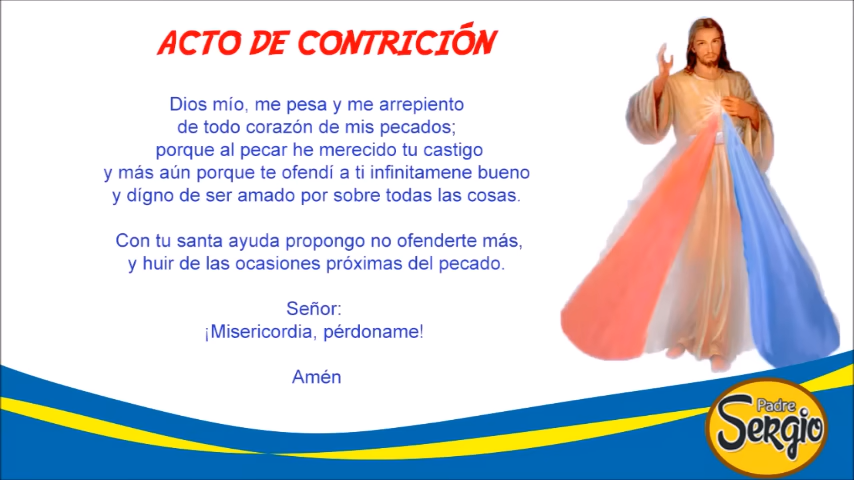 ACTO DE CONTRICIÓN
Dios mío, me pesa y me arrepiento
de todo corazón de mis pecados;
porque al pecar he merecido tu castigo
y más aún porque te ofendí a ti infinitamene bueno
y dígno de ser amado por sobre todas las cosas.
Con tu santa ayuda propongo no ofenderte más,
y huir de las ocasiones próximas del pecado.
Señor:
¡Misericordia, pérdoname!
Amén
Padre
Sergio